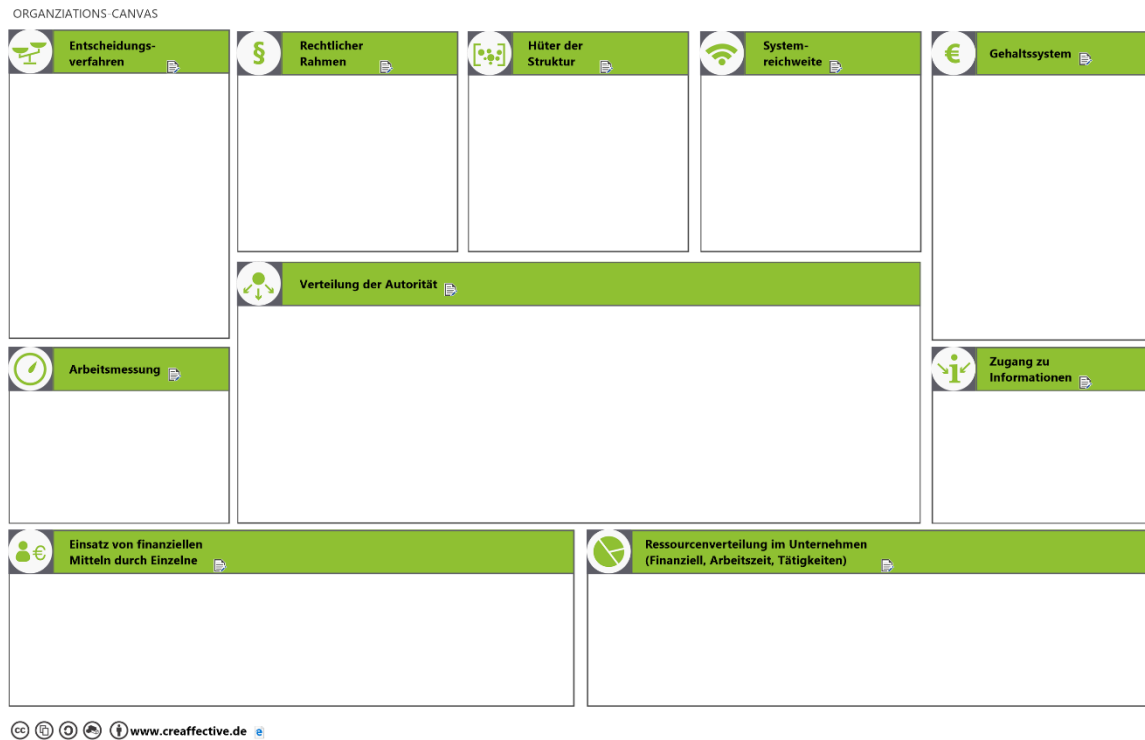 ORGANZIATIONS-CANVAS
Entscheidungs-
verfahren
§
Rechtlicher
Rahmen
Hüter der
Struktur
System-
reichweite
€
Gehaltssystem
Verteilung der Autorität
Arbeitsmessung
i
Zugang zu
Informationen
€
Einsatz von finanziellen
Mitteln durch Einzelne
Ressourcenverteilung im Unternehmen
(Finanziell, Arbeitszeit, Tätigkeiten)
cc
www.creaffective.de
e